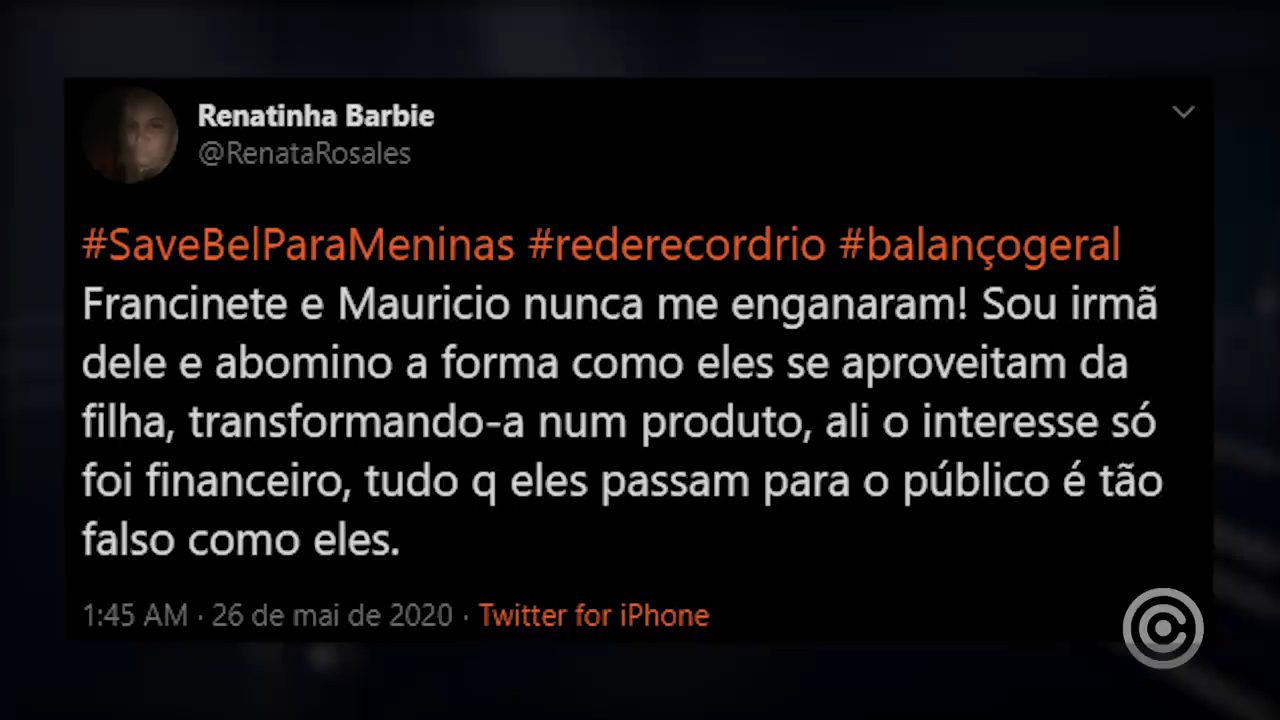 Renatinha Barbie
@RenataRosales
#SaveBelParaMeninas #rederecordrio #balançogeral
Francinete e Mauricio nunca me enganaram! Sou irmã
dele e abomino a forma como eles se aproveitam da
filha, transformando-a num produto, ali o interesse só
foi financeiro, tudo q eles passam para o público é tão
falso como eles.
1:45 AM · 26 de mai de 2020 · Twitter for iPhone